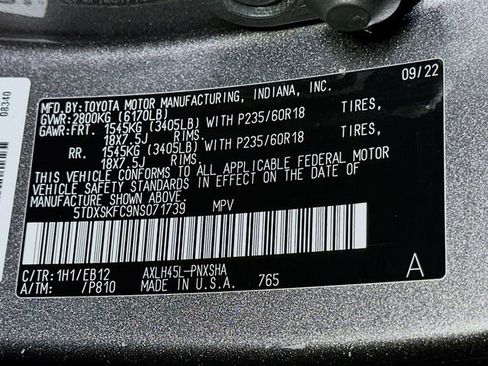 08340
09/22
MFD.BY:TOYOTA MOTOR MANUFACTURING, INDIANA, INC.
GVWR:2800KG (6170LB)
GAWR:FRT. 1545KG (3405LB) WITH P235/60R18 TIRES,
18X7.5J RIMS.
RR. 1545KG (3405LB) WITH P235/60R18 TIRES,
18X7.5J RIMS.
THIS VEHICLE CONFORMS TO ALL APPLICABLE FEDERAL MOTOR
VEHICLE SAFETY STANDARDS IN EFFECT ON THE DATE OF
MANUFACTURE SHOWN ABOVE.
5TDXSKFC9NS071739 MPV
C/TR:1H1/EB12 AXLH45L-PNXSHA
A/TM: /P810 MADE IN U.S.A. 765
A